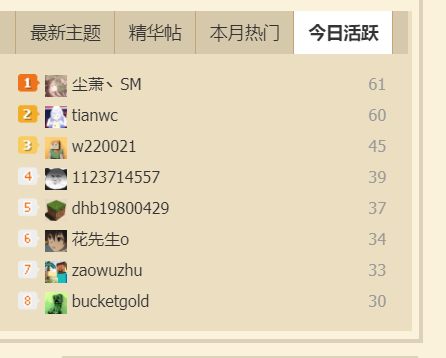 最新主题 精华帖 本月热门 今日活跃
1 尘萧丶SM 61
2 tianwc 60
3 w220021 45
4 1123714557 39
5 dhb19800429 37
6 花先生o 34
7 zaowuzhu 33
8 bucketgold 30